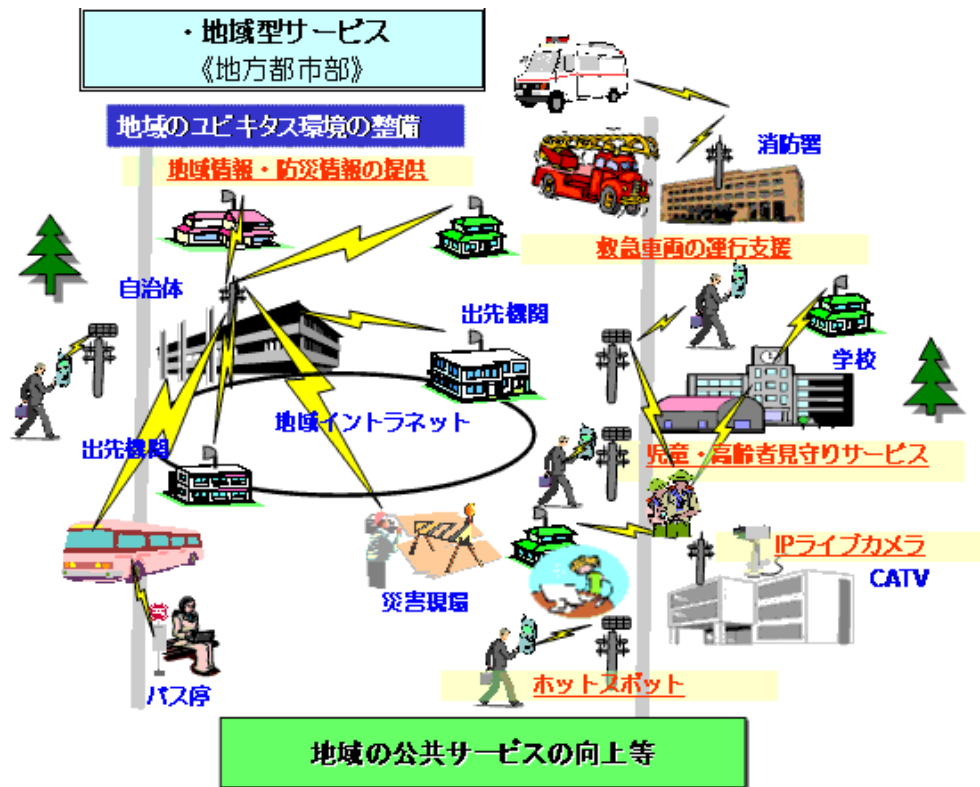 ・地域型サービス
《地方都市部》
地域のユビキタス環境の整備
地域情報・防災情報の提供
消防署
救急車両の運行支援
自治体
出先機関
学校
地域イントラネット
出先機関
児童・高齢者見守りサービス
IPライブカメラ
CATV
災害現場
ホットスポット
バス停
地域の公共サービスの向上等